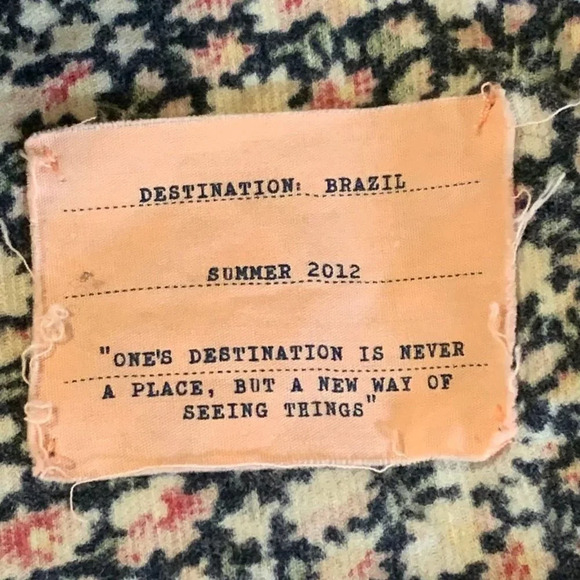 DESTINATION: BRAZIL
SUMMER 2012
"ONE'S DESTINATION IS NEVER
A PLACE, BUT A NEW WAY OF
SEEING THINGS"